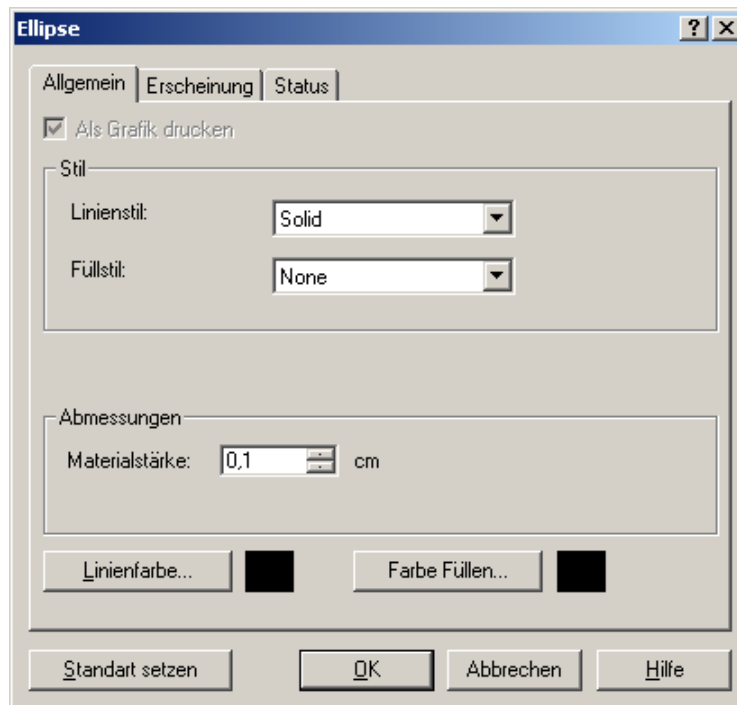 Ellipse
Allgemein Erscheinung Status
Als Grafik drucken
Stil
Linienstil: Solid
Füllstil: None
Abmessungen
Materialstärke: 0,1 cm
Linienfarbe... Farbe Füllen...
Standart setzen OK Abbrechen Hilfe